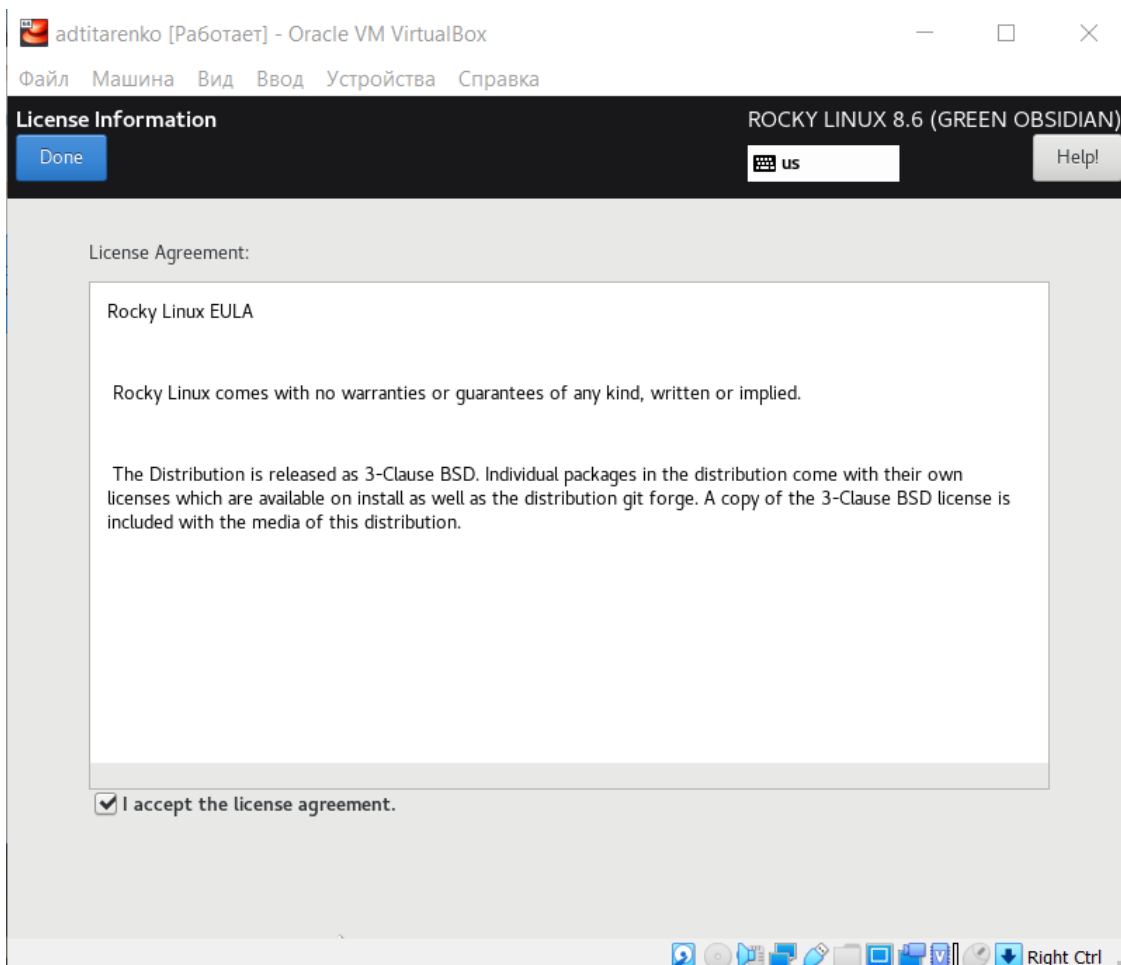 adtitarenko [Работает] - Oracle VM VirtualBox
Файл Машина Вид Ввод Устройства Справка
License Information
ROCKY LINUX 8.6 (GREEN OBSIDIAN)
Done
us
Help!
License Agreement:
Rocky Linux EULA
Rocky Linux comes with no warranties or guarantees of any kind, written or implied.
The Distribution is released as 3-Clause BSD. Individual packages in the distribution come with their own
licenses which are available on install as well as the distribution git forge. A copy of the 3-Clause BSD license is
included with the media of this distribution.
I accept the license agreement.
Right Ctrl